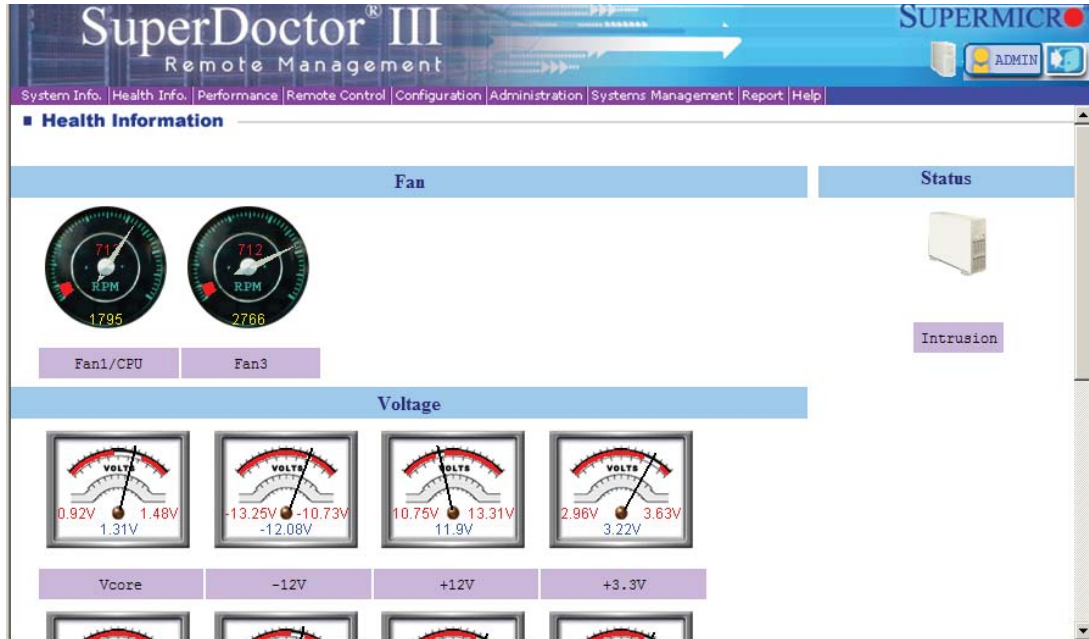 SuperDoctor® III
Remote Management
SUPERMICRO
ADMIN
System Info. | Health Info. | Performance | Remote Control | Configuration | Administration | Systems Management | Report | Help
Health Information
Fan
Status
713
RPM
1795
712
RPM
2766
Fan1/CPU
Fan3
Intrusion
Voltage
VOLTS
0.92V 1.48V
1.31V
VOLTS
-13.25V -10.73V
-12.08V
VOLTS
10.75V 13.31V
11.9V
VOLTS
2.96V 3.63V
3.22V
Vcore
-12V
+12V
+3.3V